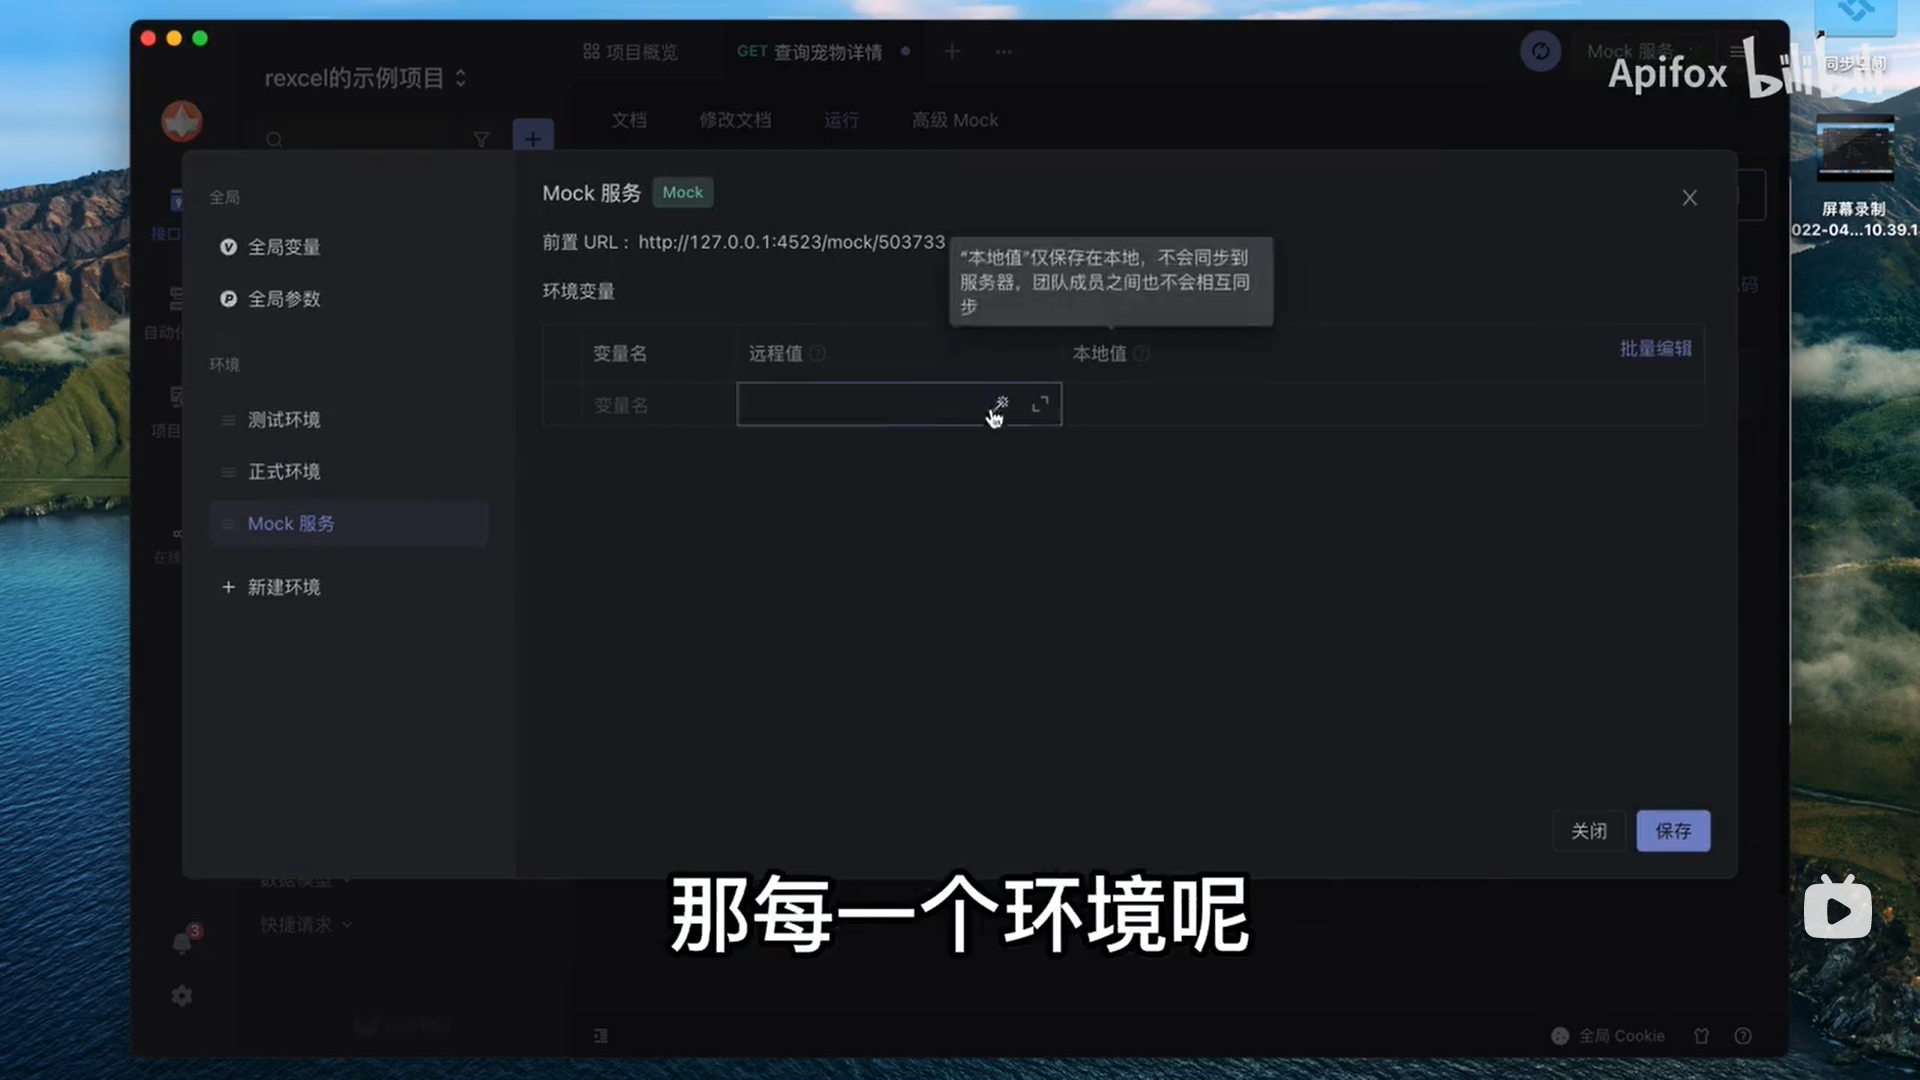 项目概览
GET 查询宠物详情
Mock 服务
Apifox
bilibili
同步空间
rexcel的示例项目
文档
修改文档
运行
高级 Mock
屏幕录制
022-04...10.39.1
全局
Mock 服务
Mock
前置 URL： http://127.0.0.1:4523/mock/503733
“本地值”仅保存在本地，不会同步到
服务器，团队成员之间也不会相互同
步
接口
全局变量
环境变量
全局参数
自动化
变量名
远程值
本地值
批量编辑
环境
变量名
测试环境
项目
正式环境
Mock 服务
在线
新建环境
关闭
保存
数据模型
快捷请求
3
那每一个环境呢
全局 Cookie